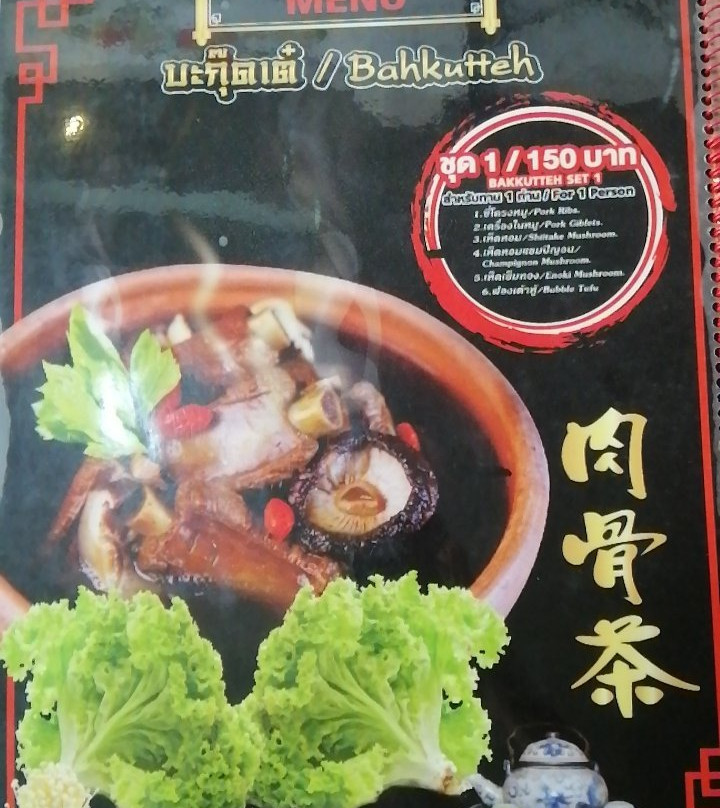 MENU
บะกุ๊ดเต๋ / Bahkutteh
ชุด 1 / 150 บาท
BAKKUTTEH SET 1
สำหรับทาน 1 ท่าน / For 1 Person
1.ซี่โครงหมู/Pork Ribs.
2.เครื่องในหมู/Pork Giblets.
3.เห็ดหอม/Shiitake Mushroom.
4.เห็ดหอมแชมปิญอน/
Champignon Mushroom.
5.เห็ดเข็มทอง/Enoki Mushroom.
6.ฟองเต้าหู้/Bubble Tufu
肉
骨
茶